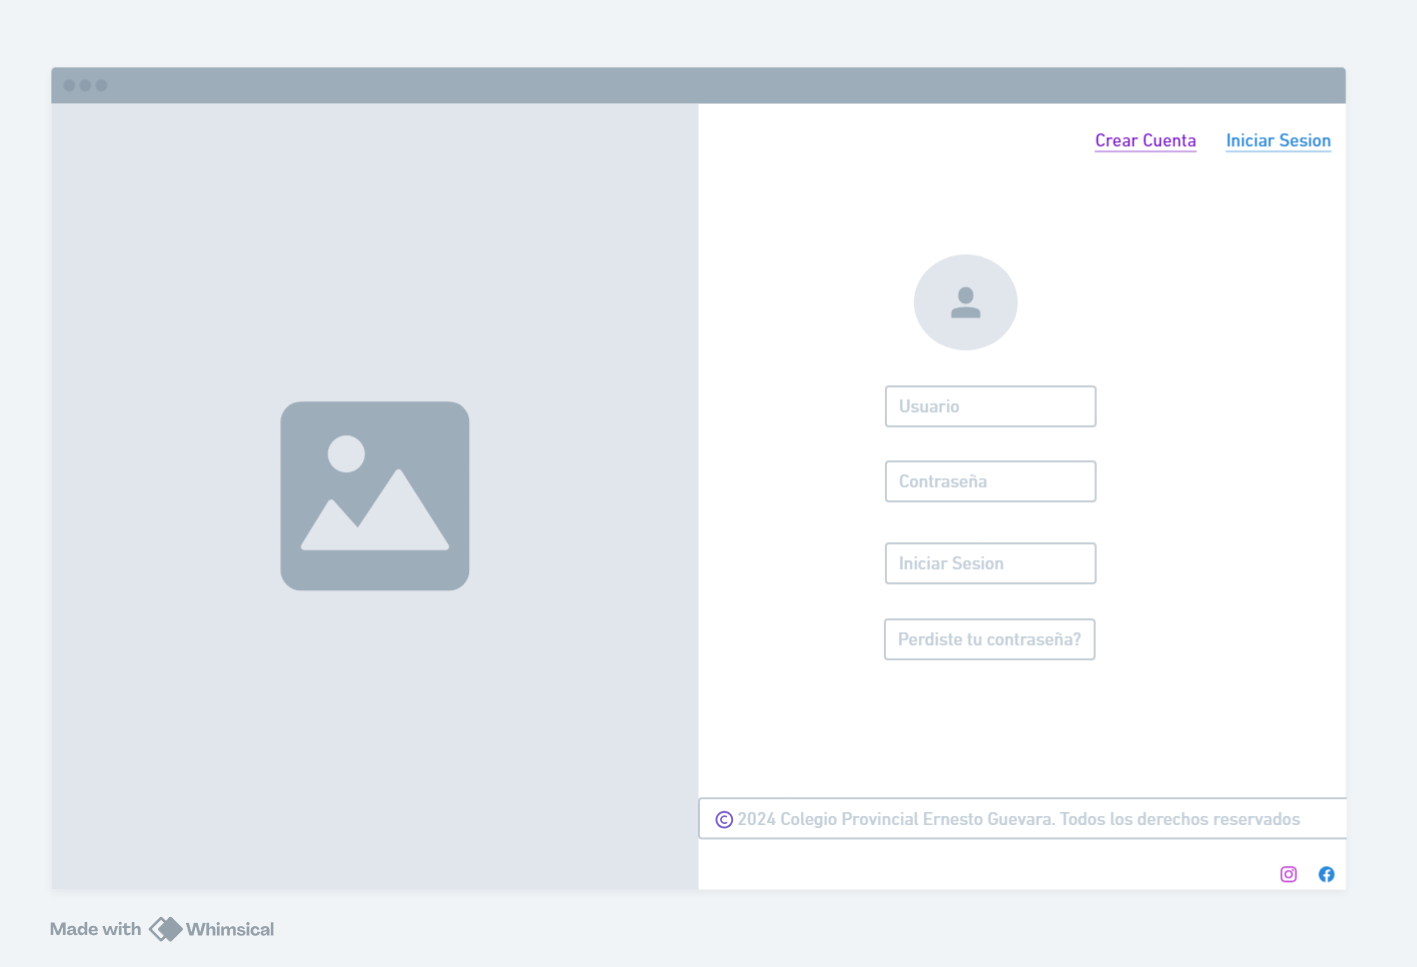 Crear Cuenta Iniciar Sesion
Usuario
Contraseña
Iniciar Sesion
Perdiste tu contraseña?
© 2024 Colegio Provincial Ernesto Guevara. Todos los derechos reservados
Made with Whimsical